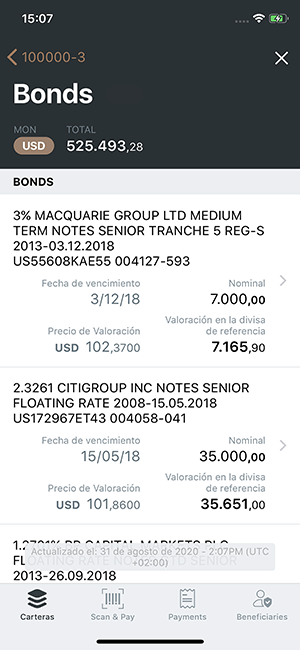 15:07
100000-3
Bonds
MON TOTAL
USD 525.493,28
BONDS
3% MACQUARIE GROUP LTD MEDIUM
TERM NOTES SENIOR TRANCHE 5 REG-S
2013-03.12.2018
US55608KAE55 004127-593
Fecha de vencimiento Nominal
3/12/18 7.000,00
Precio de Valoración Valoración en la divisa
de referencia
USD 102,3700 7.165,90
2.3261 CITIGROUP INC NOTES SENIOR
FLOATING RATE 2008-15.05.2018
US172967ET43 004058-041
Fecha de vencimiento Nominal
15/05/18 35.000,00
Precio de Valoración Valoración en la divisa
de referencia
USD 101,8600 35.651,00
CAPITAL MARKETS PLC
Actualizado el: 31 de agosto de 2020 - 2:07PM (UTC
+02:00)
FLOATING RATE SENIOR
2013-26.09.2018
Carteras Scan & Pay Payments Beneficiaries